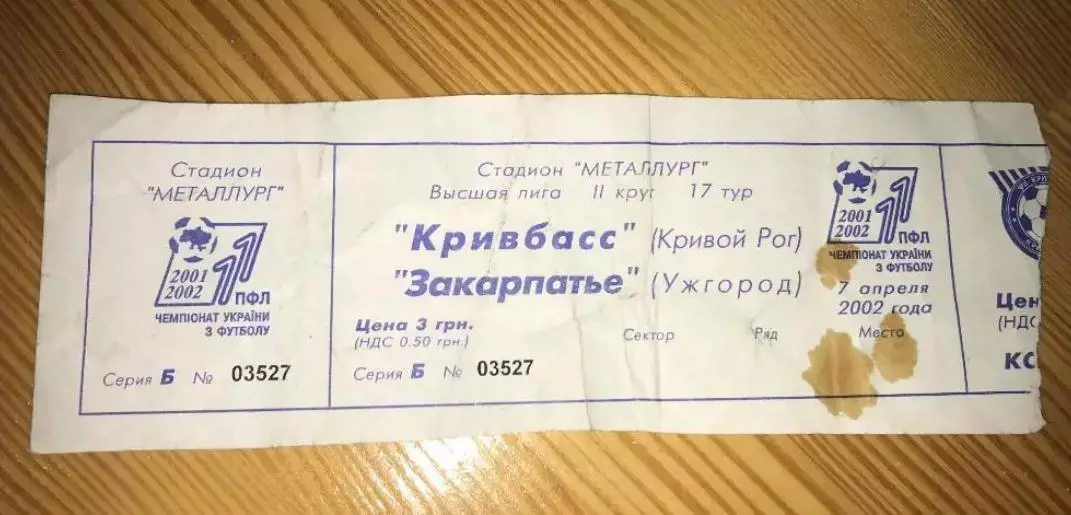 Стадион
"МЕТАЛЛУРГ"
2001
2002
ПФЛ
ЧЕМПІОНАТ УКРАЇНИ
З ФУТБОЛУ
Серия Б № 03527
Стадион "МЕТАЛЛУРГ"
Высшая лига II круг 17 тур
"Кривбасс" (Кривой Рог)
"Закарпатье" (Ужгород)
Цена 3 грн.
(НДС 0.50 грн.)
Сектор Ряд Место
Серия Б № 03527
2001
2002
ПФЛ
ЧЕМПІОНАТ УКРАЇНИ
З ФУТБОЛУ
7 апреля
2002 года